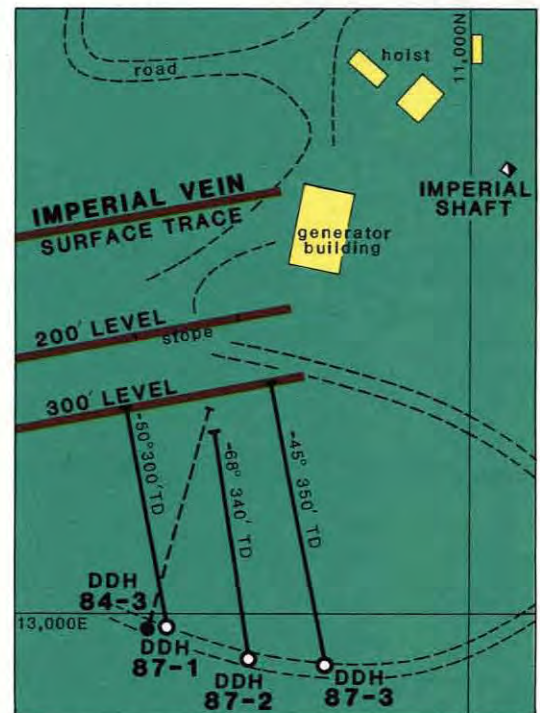 road
hoist
11,000N
IMPERIAL VEIN
SURFACE TRACE
IMPERIAL
SHAFT
generator
building
200' LEVEL
stope
300' LEVEL
-50° 300' TD
-68° 340' TD
-45° 350' TD
DDH
84-3
13,000E
DDH
87-1
DDH
87-2
DDH
87-3